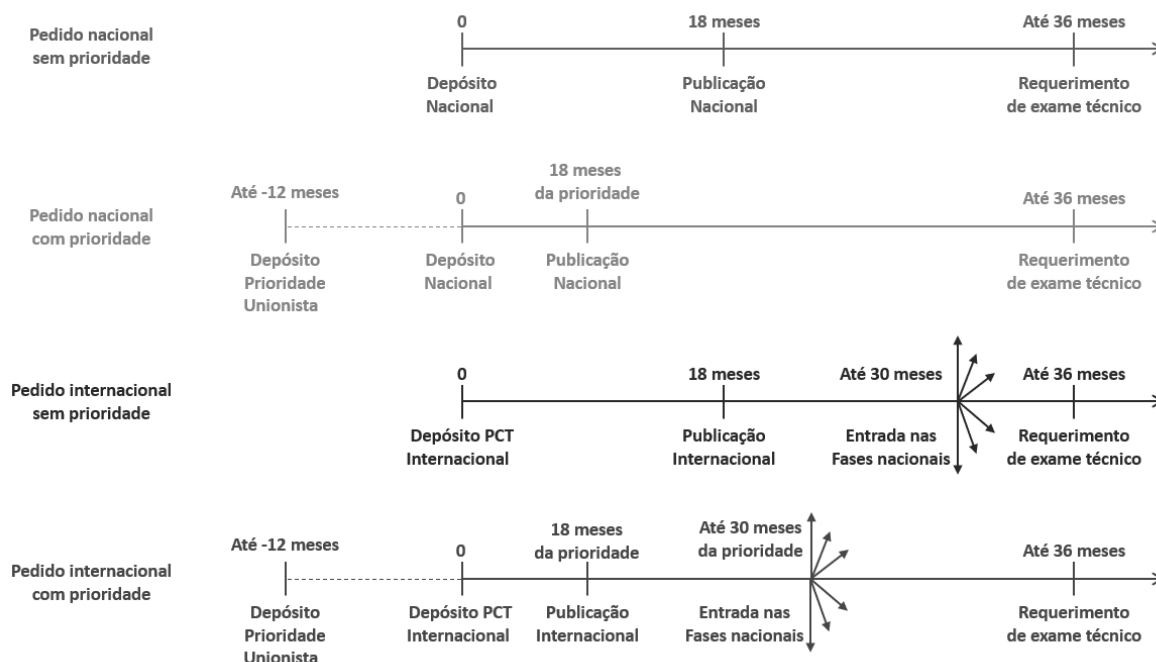 Pedido nacional
sem prioridade
0
18 meses
Até 36 meses
Depósito
Nacional
Publicação
Nacional
Requerimento
de exame técnico
Pedido nacional
com prioridade
Até -12 meses
0
18 meses
da prioridade
Até 36 meses
Depósito
Prioridade
Unionista
Depósito
Nacional
Publicação
Nacional
Requerimento
de exame técnico
Pedido internacional
sem prioridade
0
18 meses
Até 30 meses
Até 36 meses
Depósito PCT
Internacional
Publicação
Internacional
Entrada nas
Fases nacionais
Requerimento
de exame técnico
Pedido internacional
com prioridade
Até -12 meses
0
18 meses
da prioridade
Até 30 meses
da prioridade
Até 36 meses
Depósito
Prioridade
Unionista
Depósito PCT
Internacional
Publicação
Internacional
Entrada nas
Fases nacionais
Requerimento
de exame técnico